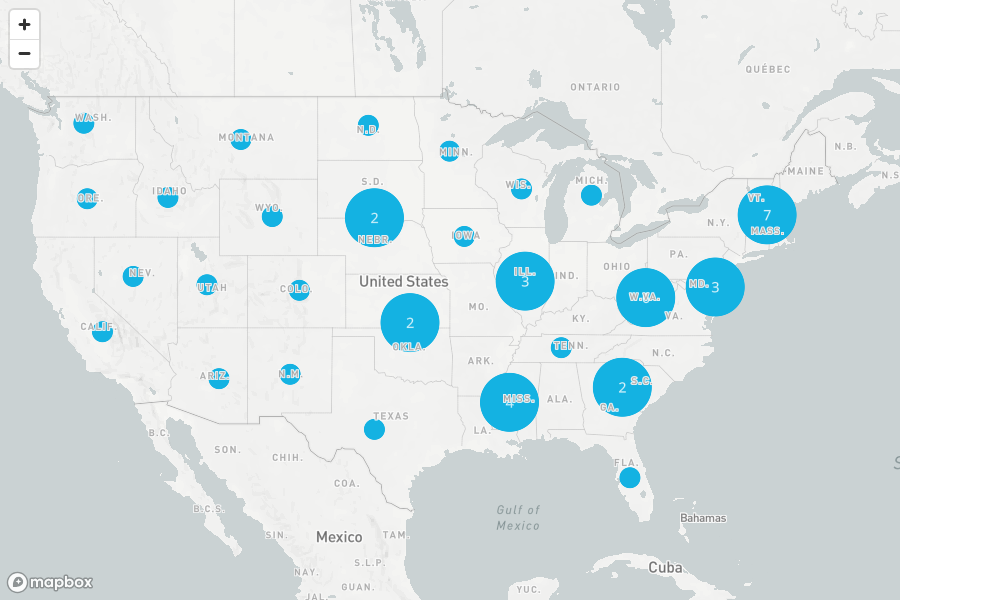 +
−
QUÉBEC
ONTARIO
WASH.
N.D.
MONTANA
MINN.
N.B.
MAINE
N.S
ORE.
IDAHO
S.D.
WIS.
MICH.
VT.
WYO.
2
7
N.Y.
MASS.
NEBR.
IOWA
PA.
OHIO
NEV.
UTAH
COLO.
United States
ILL.
3
IND.
MD.
3
W.VA.
VA.
MO.
KY.
CALIF.
2
OKLA.
TENN.
N.C.
ARK.
ARIZ.
N.M.
S.C.
2
GA.
MISS.
4
ALA.
TEXAS
LA.
B.C.
SON.
CHIH.
FLA.
COA.
B.C.S.
Gulf of
Mexico
Bahamas
SIN.
Mexico
TAM.
S.L.P.
Cuba
NAY.
GUAN.
YUC.
JAL.
mapbox